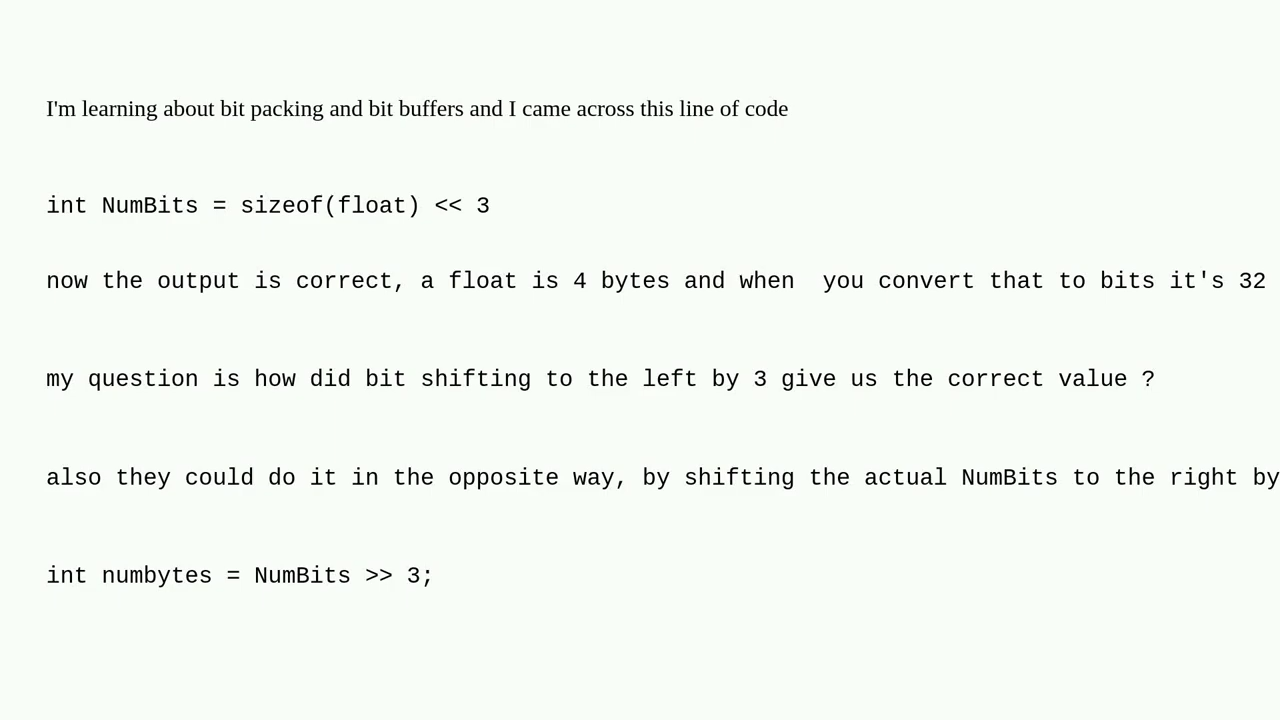 I'm learning about bit packing and bit buffers and I came across this line of code
int NumBits = sizeof(float) << 3
now the output is correct, a float is 4 bytes and when  you convert that to bits it's 32
my question is how did bit shifting to the left by 3 give us the correct value ?
also they could do it in the opposite way, by shifting the actual NumBits to the right by
int numbytes = NumBits >> 3;